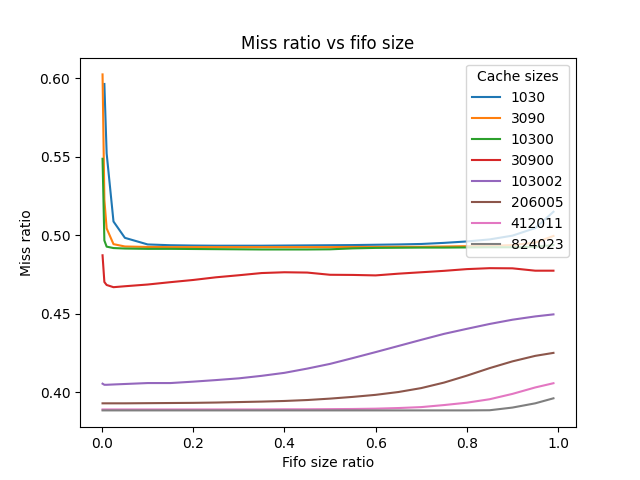 Miss ratio vs fifo size
Cache sizes
1030
3090
10300
30900
103002
206005
412011
824023
0.60
0.55
0.50
0.45
0.40
Miss ratio
0.0 0.2 0.4 0.6 0.8 1.0
Fifo size ratio